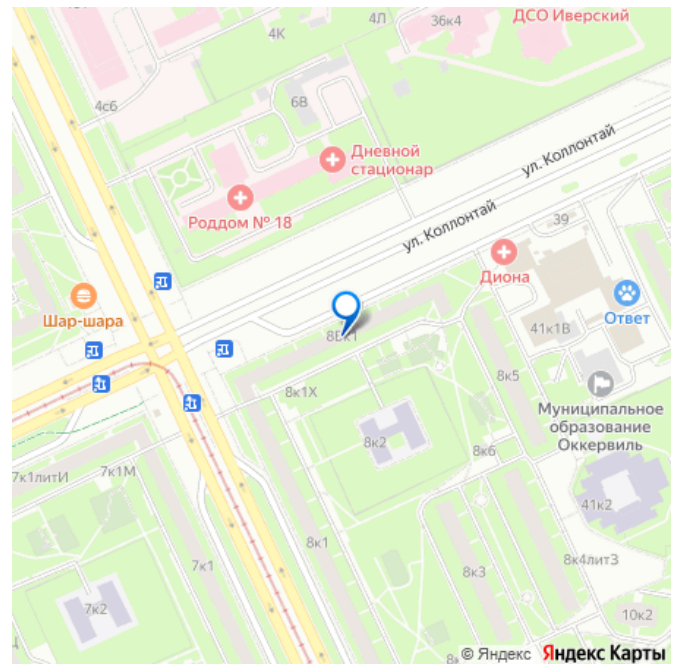 4Л
36к4
ДСО Иверский
4К
4с6
6В
Дневной
стационар
ул. Коллонтай
Роддом № 18
ул. Коллонтай
39
Диона
Шар-шара
Ответ
41к1В
8к1Х
8к5
Муниципальное
образование
Оккервиль
8к2
8к6
7к1литИ
7к1М
41к2
8к1
7к1
8к3
8к4лит3
7к2
10к2
© Яндекс Яндекс Карты